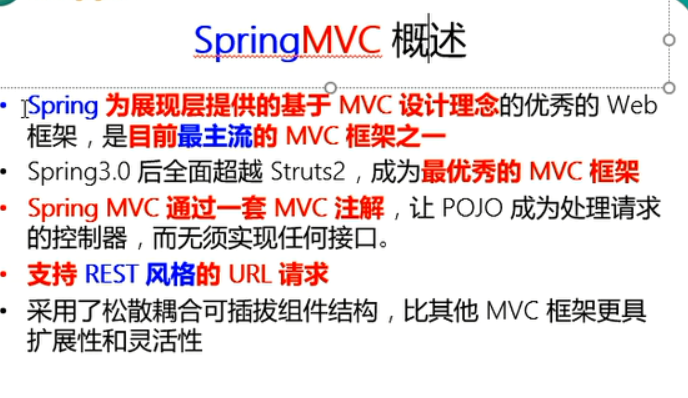 SpringMVC 概述
• Spring 为展现层提供的基于 MVC 设计理念的优秀的 Web
框架，是目前最主流的 MVC 框架之一
• Spring3.0 后全面超越 Struts2，成为最优秀的 MVC 框架
• Spring MVC 通过一套 MVC 注解，让 POJO 成为处理请求
的控制器，而无须实现任何接口。
• 支持 REST 风格的 URL 请求
• 采用了松散耦合可插拔组件结构，比其他 MVC 框架更具
扩展性和灵活性